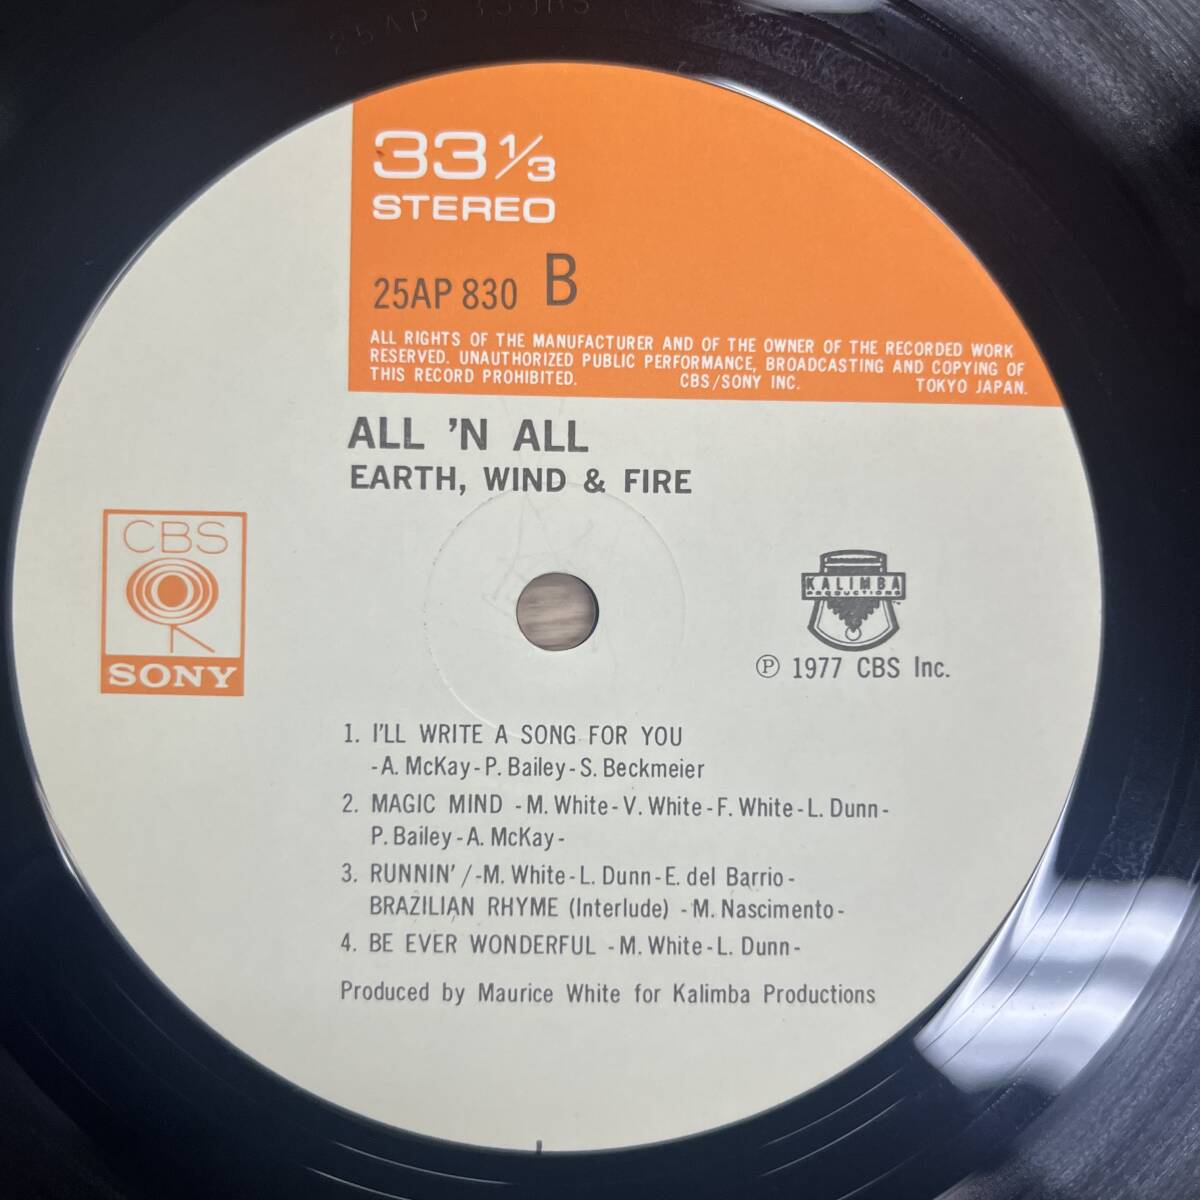 25AP
33 1/3
STEREO
25AP 830 B
ALL RIGHTS OF THE MANUFACTURER AND OF THE OWNER OF THE RECORDED WORK
RESERVED. UNAUTHORIZED PUBLIC PERFORMANCE, BROADCASTING AND COPYING OF
THIS RECORD PROHIBITED. CBS/SONY INC. TOKYO JAPAN.
ALL 'N ALL
EARTH, WIND & FIRE
CBS
SONY
KALIMBA
PRODUCTIONS
℗ 1977 CBS Inc.
1. I'LL WRITE A SONG FOR YOU
-A. McKay-P. Bailey-S. Beckmeier
2. MAGIC MIND -M. White-V. White-F. White-L. Dunn-
P. Bailey-A. McKay-
3. RUNNIN' /-M. White-L. Dunn-E. del Barrio-
BRAZILIAN RHYME (Interlude) -M. Nascimento-
4. BE EVER WONDERFUL -M. White-L. Dunn-
Produced by Maurice White for Kalimba Productions